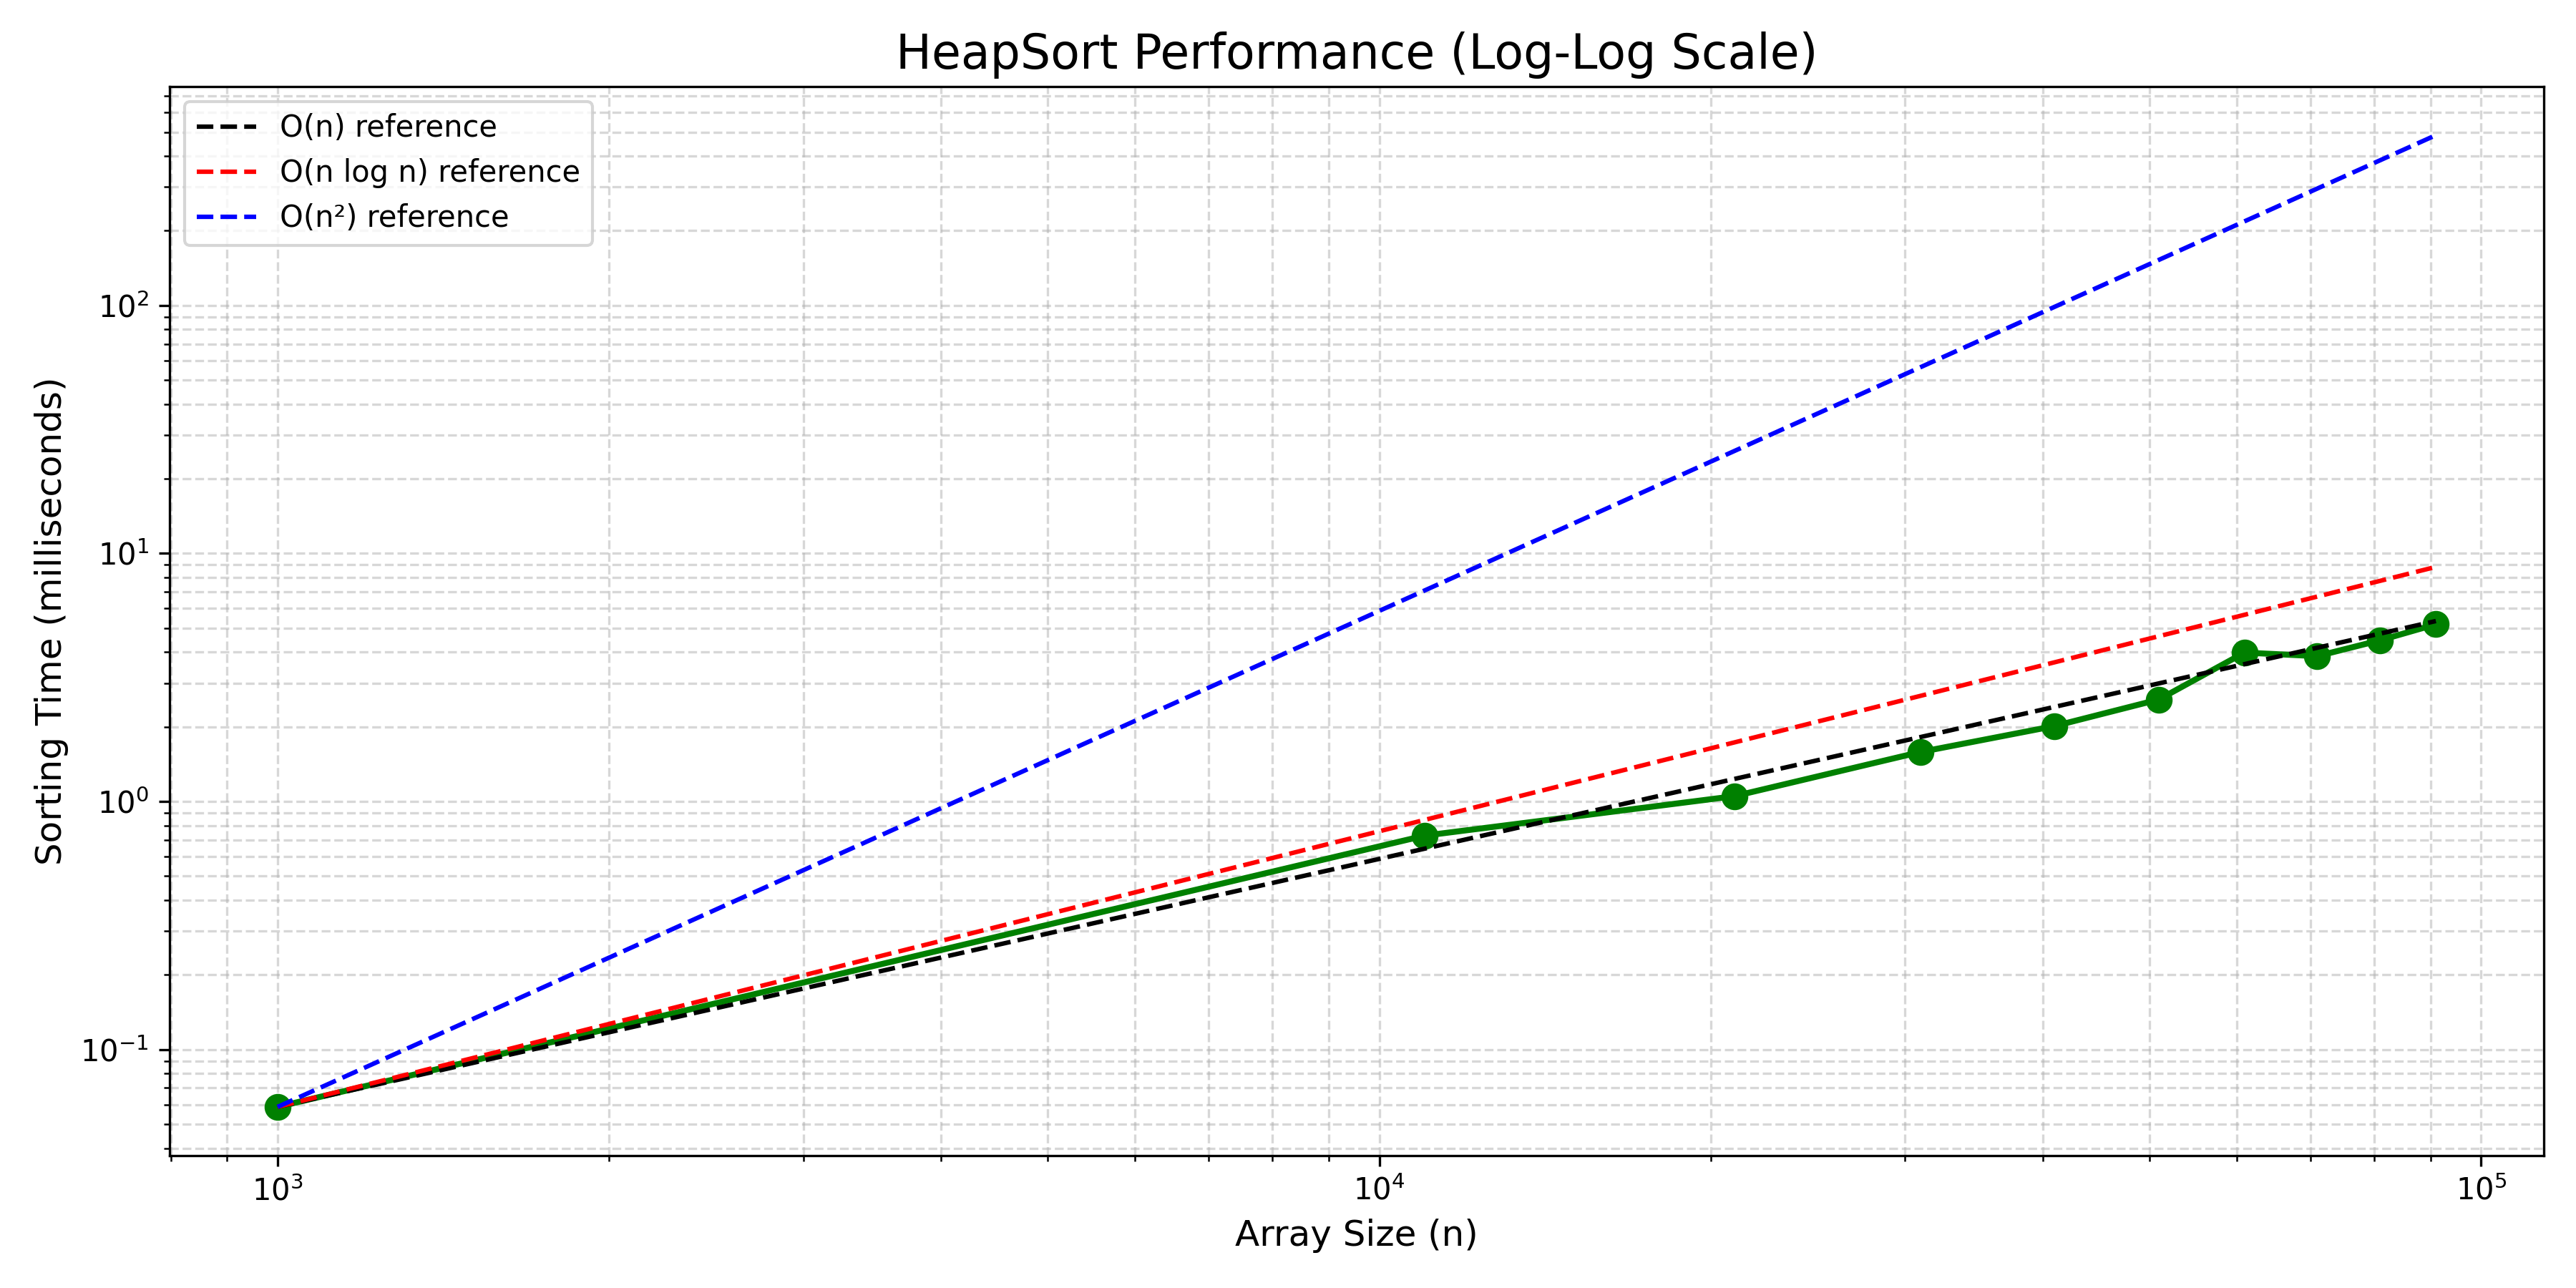 HeapSort Performance (Log-Log Scale)
O(n) reference
O(n log n) reference
O(n²) reference
Sorting Time (milliseconds)
10²
10¹
10⁰
10⁻¹
10³
10⁴
10⁵
Array Size (n)